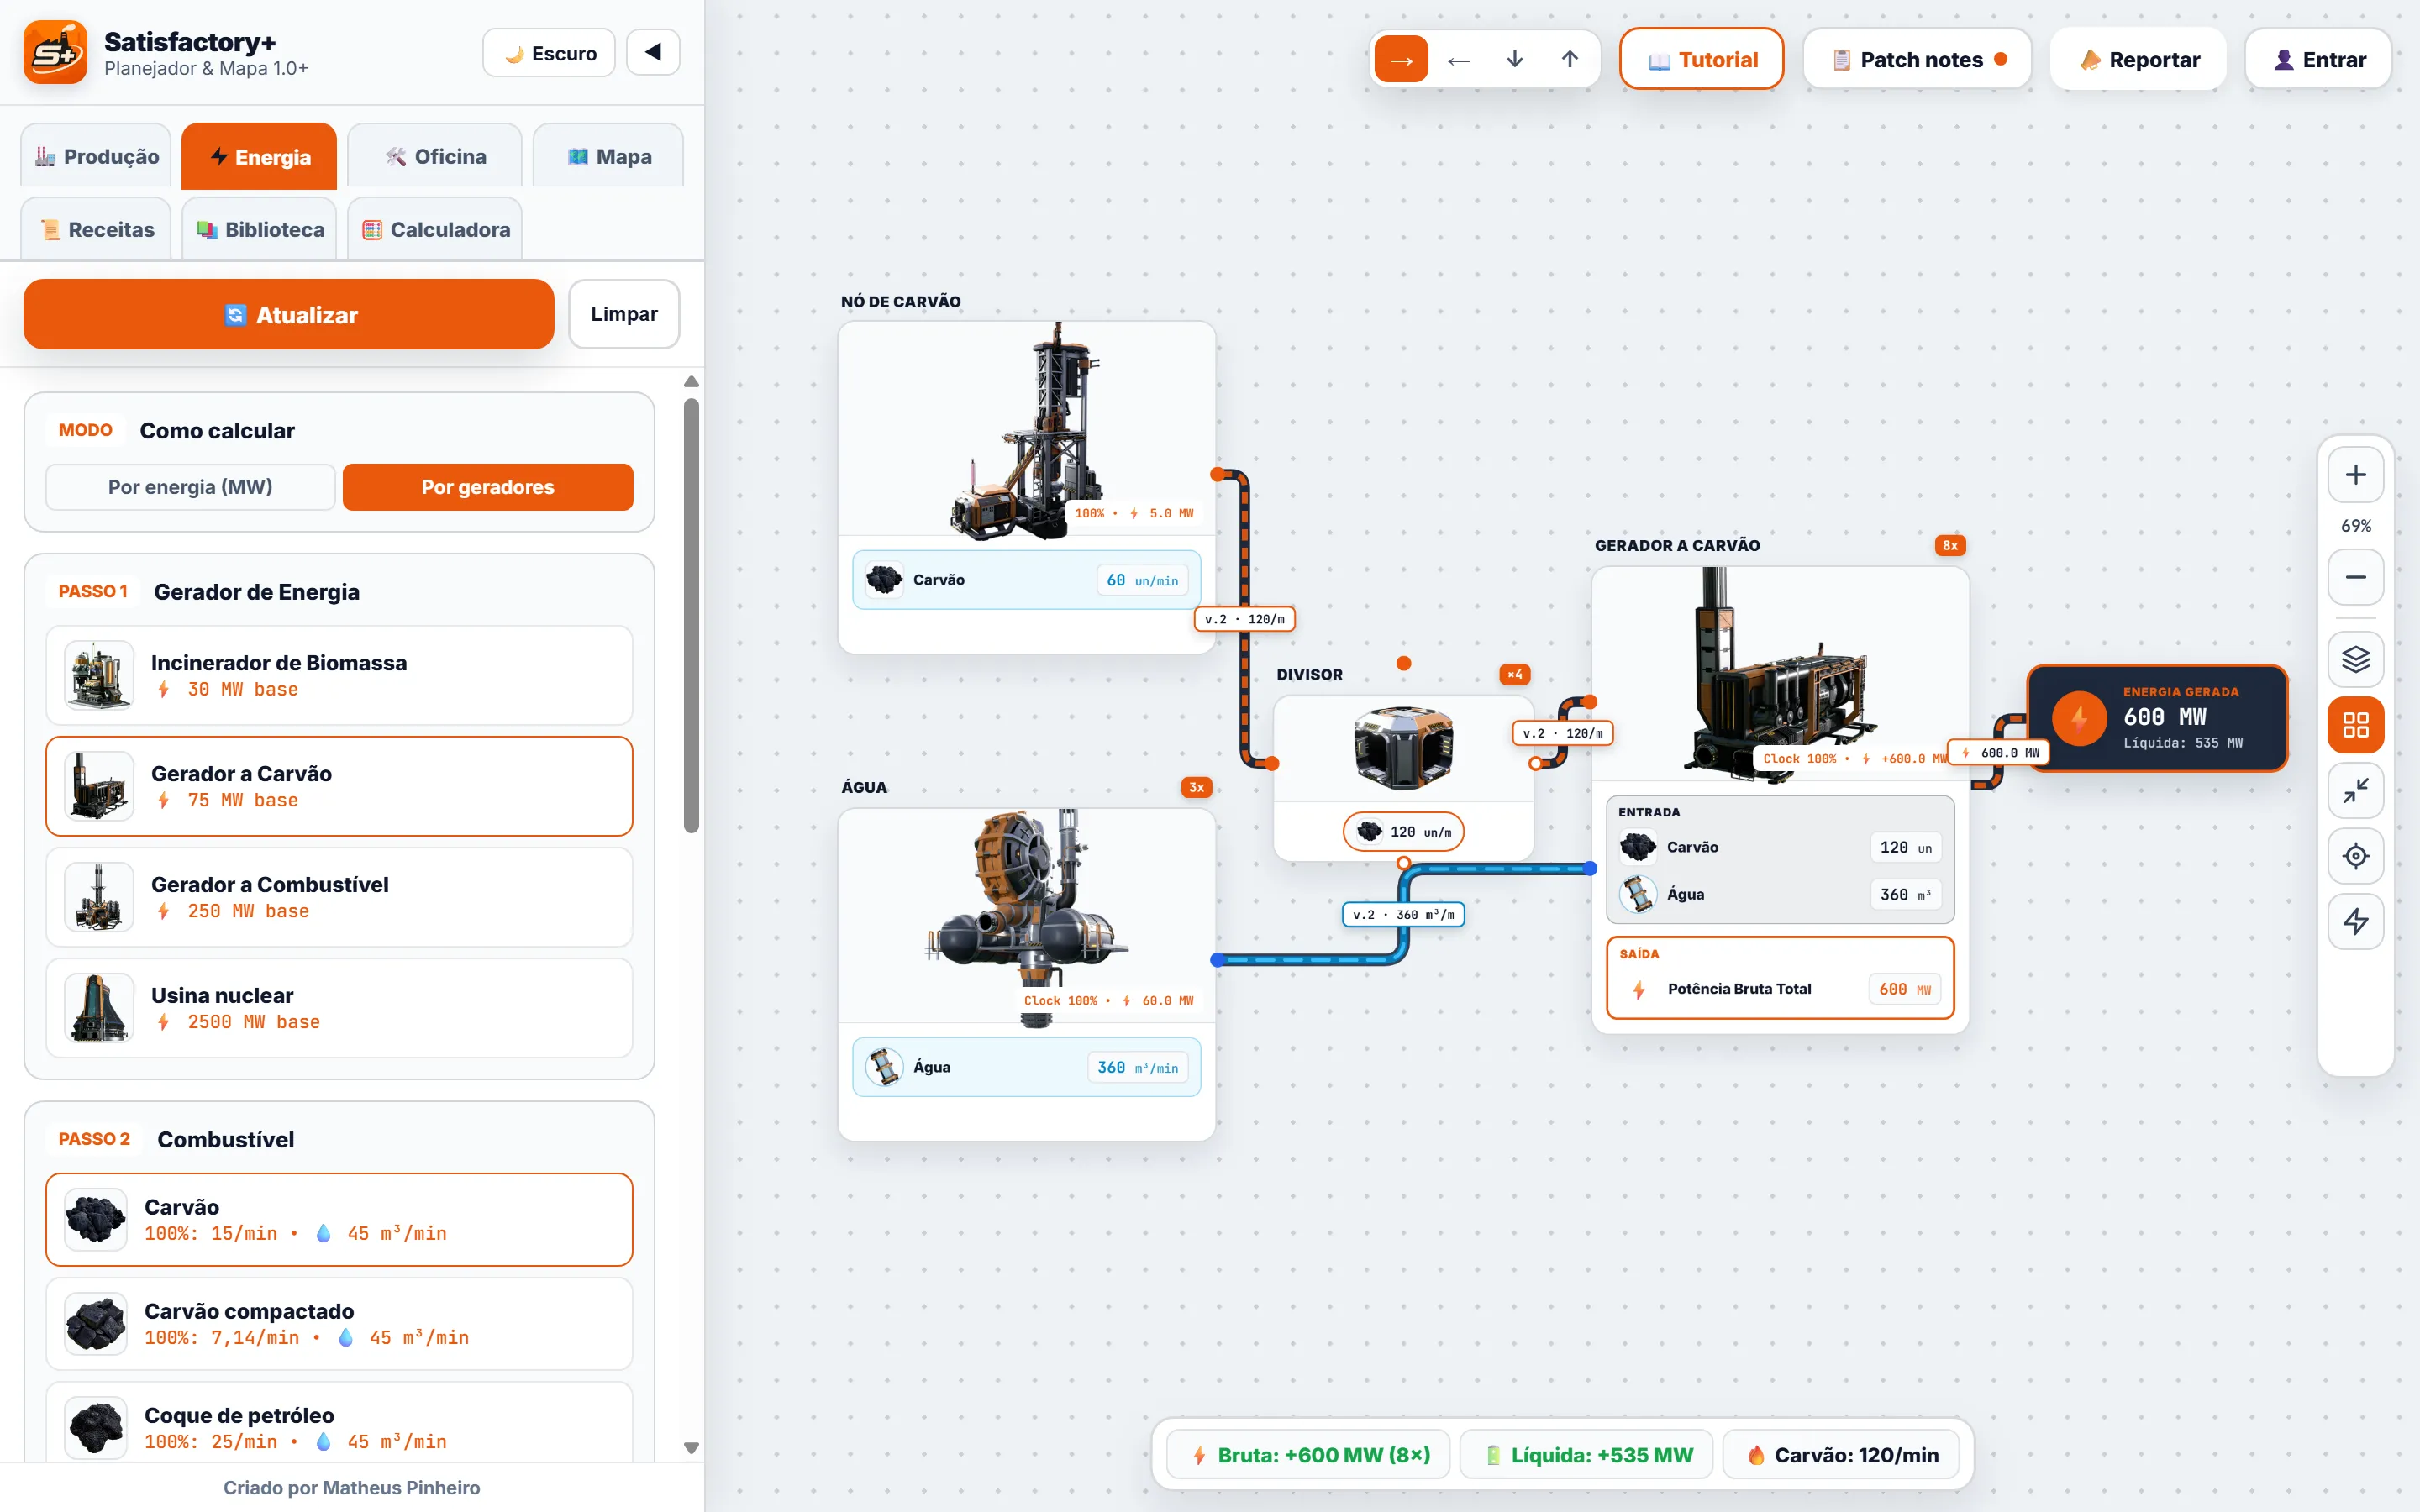 Satisfactory+
Planejador & Mapa 1.0+
Escuro
Produção
Energia
Oficina
Mapa
Receitas
Biblioteca
Calculadora
Atualizar
Limpar
MODO Como calcular
Por energia (MW)
Por geradores
PASSO 1 Gerador de Energia
Incinerador de Biomassa
30 MW base
Gerador a Carvão
75 MW base
Gerador a Combustível
250 MW base
Usina nuclear
2500 MW base
PASSO 2 Combustível
Carvão
100%: 15/min • 45 m³/min
Carvão compactado
100%: 7,14/min • 45 m³/min
Coque de petróleo
100%: 25/min • 45 m³/min
Criado por Matheus Pinheiro
→ ← ↓ ↑
Tutorial
Patch notes
Reportar
Entrar
NÓ DE CARVÃO
100% • 5.0 MW
Carvão 60 un/min
v.2 · 120/m
ÁGUA 3x
Clock 100% • 60.0 MW
Água 360 m³/min
DIVISOR ×4
120 un/m
v.2 · 120/m
v.2 · 360 m³/m
GERADOR A CARVÃO 8x
Clock 100% • +600.0 MW
ENTRADA
Carvão 120 un
Água 360 m³
SAÍDA
Potência Bruta Total 600 MW
600.0 MW
ENERGIA GERADA
600 MW
Líquida: 535 MW
69%
Bruta: +600 MW (8×)
Líquida: +535 MW
Carvão: 120/min